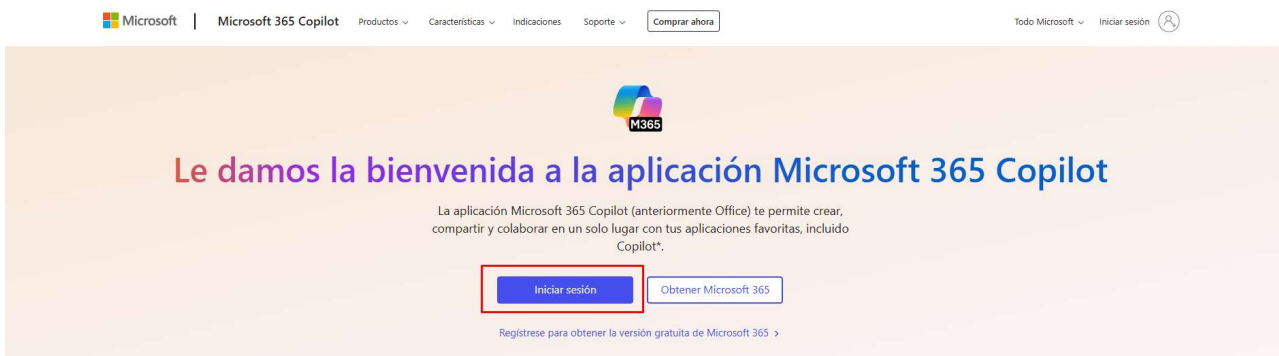 Microsoft | Microsoft 365 Copilot Productos Características Indicaciones Soporte Comprar ahora Todo Microsoft Iniciar sesión
M365
Le damos la bienvenida a la aplicación Microsoft 365 Copilot
La aplicación Microsoft 365 Copilot (anteriormente Office) te permite crear,
compartir y colaborar en un solo lugar con tus aplicaciones favoritas, incluido
Copilot*.
Iniciar sesión Obtener Microsoft 365
Regístrese para obtener la versión gratuita de Microsoft 365 >